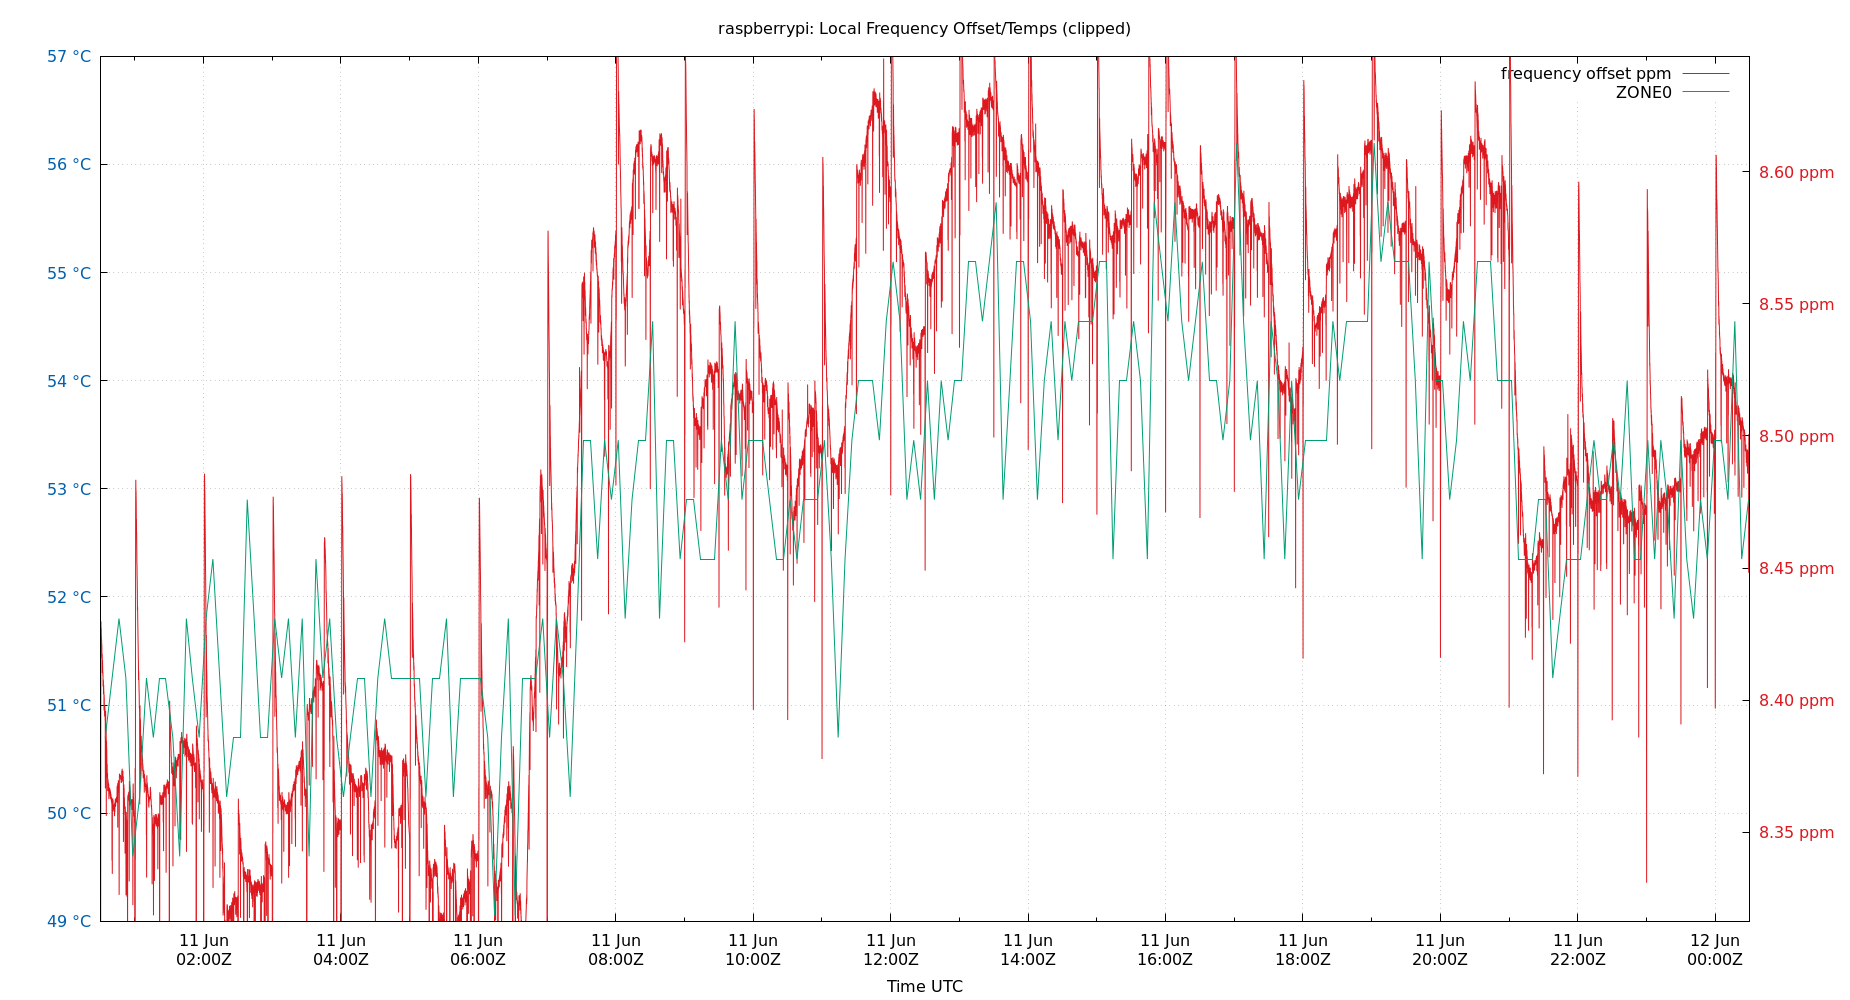 raspberrypi: Local Frequency Offset/Temps (clipped)
frequency offset ppm
ZONE0
57 °C
56 °C
55 °C
54 °C
53 °C
52 °C
51 °C
50 °C
49 °C
8.60 ppm
8.55 ppm
8.50 ppm
8.45 ppm
8.40 ppm
8.35 ppm
11 Jun 11 Jun 11 Jun 11 Jun 11 Jun 11 Jun 11 Jun 11 Jun 11 Jun 11 Jun 11 Jun 12 Jun
02:00Z 04:00Z 06:00Z 08:00Z 10:00Z 12:00Z 14:00Z 16:00Z 18:00Z 20:00Z 22:00Z 00:00Z
Time UTC